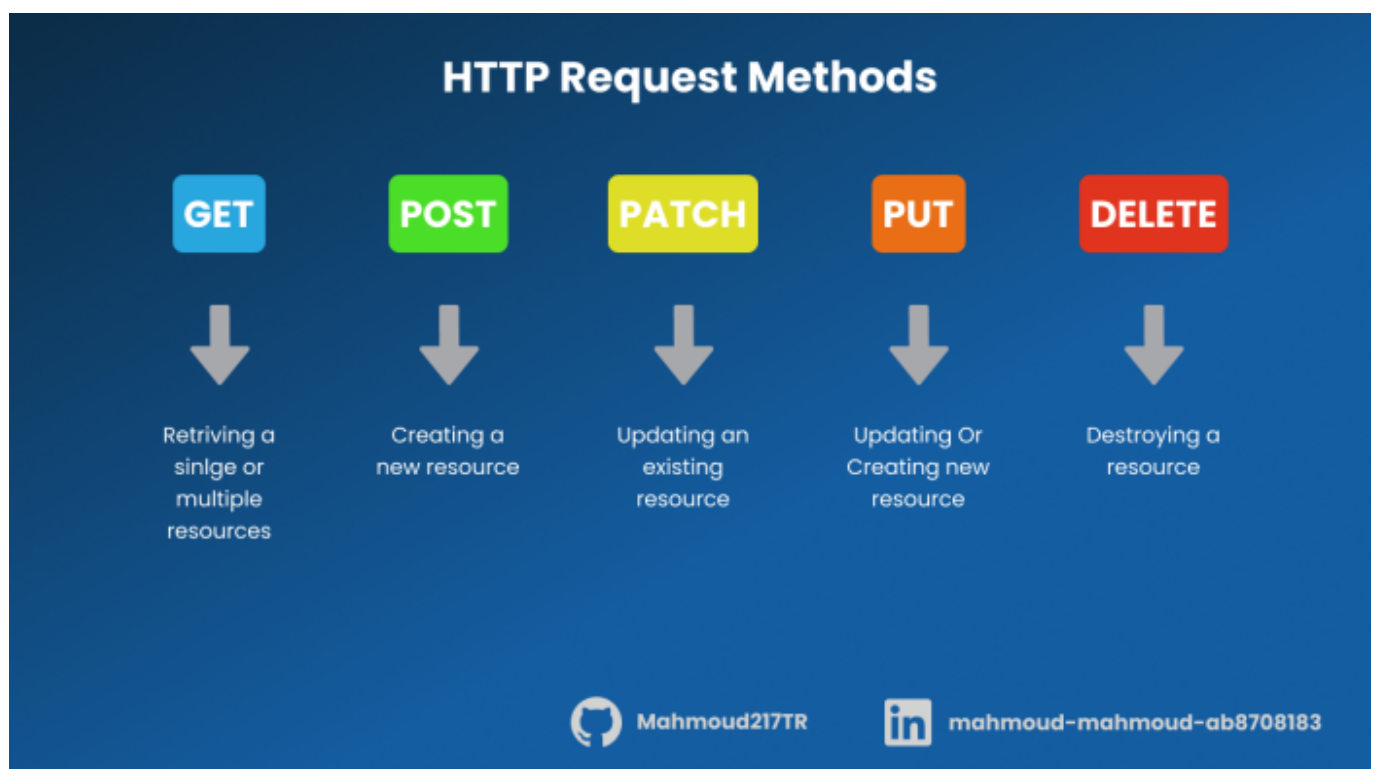 HTTP Request Methods
GET
POST
PATCH
PUT
DELETE
Retriving a
sinlge or
multiple
resources
Creating a
new resource
Updating an
existing
resource
Updating Or
Creating new
resource
Destroying a
resource
Mahmoud217TR
in
mahmoud-mahmoud-ab8708183